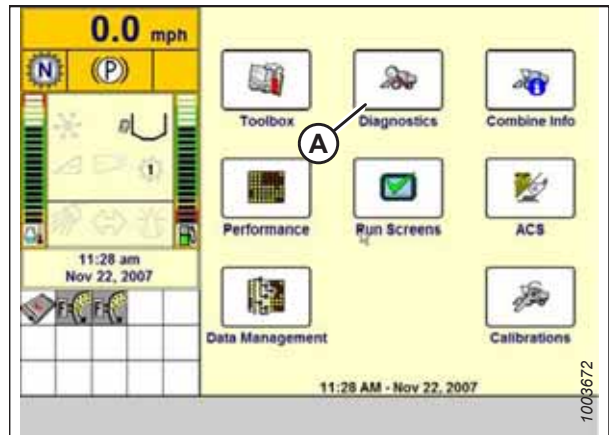 0.0 mph
N
(P)
1
11:28 am
Nov 22, 2007
F
F
Toolbox
Diagnostics
Combine Info
A
Performance
Run Screens
ACS
Data Management
Calibrations
11:28 AM - Nov 22, 2007
1003672